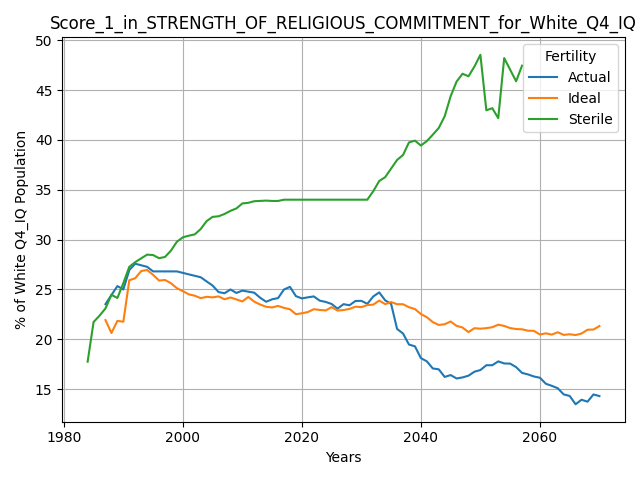 Score_1_in_STRENGTH_OF_RELIGIOUS_COMMITMENT_for_White_Q4_IQ
50
45
40
35
30
25
20
15
% of White Q4_IQ Population
Fertility
Actual
Ideal
Sterile
1980
2000
2020
2040
2060
Years